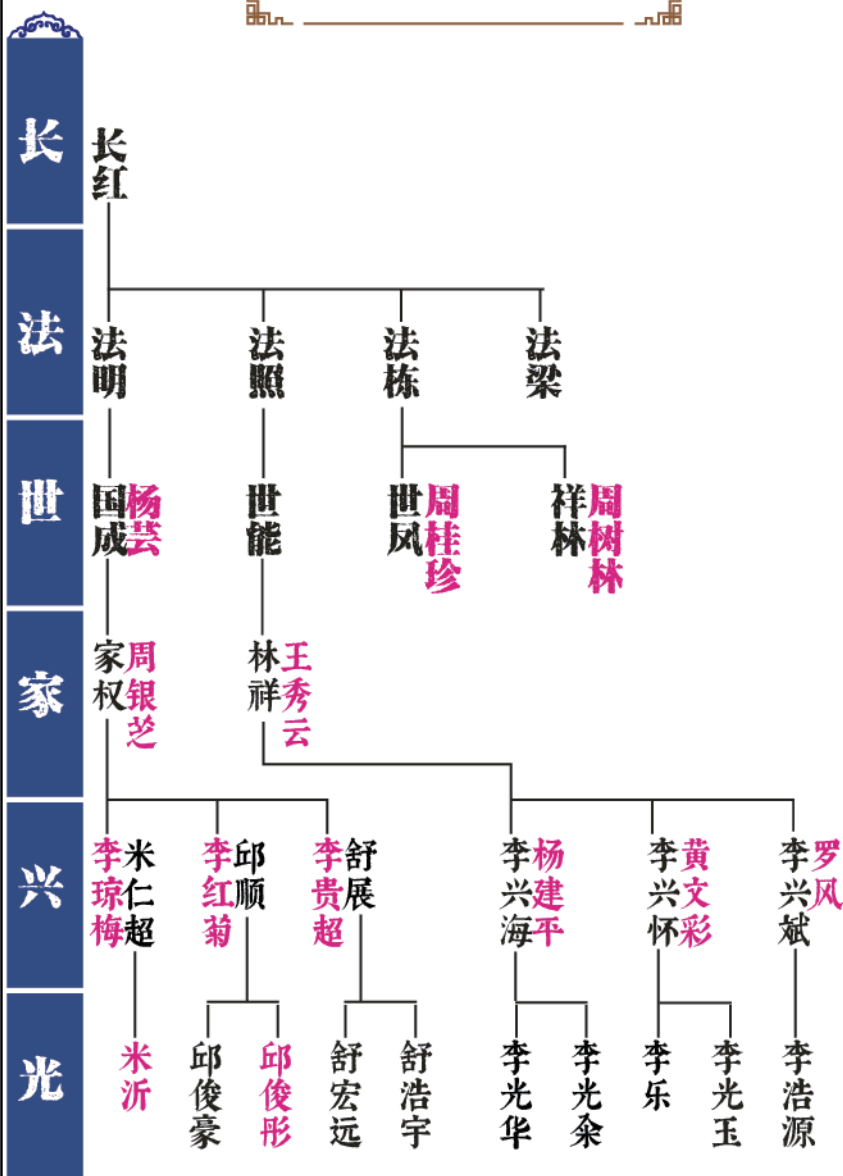 长
长红
法
法明
法照
法栋
法梁
世
国成
杨芸
世能
世凤
周桂珍
祥林
周树林
家
家权
周银芝
林祥
王秀云
兴
李琼梅
米仁超
李红菊
邱顺
李贵超
舒展
李兴海
杨建平
李兴怀
黄文彩
李兴斌
罗风
光
米沂
邱俊豪
邱俊彤
舒宏远
舒浩宇
李光华
李光籴
李乐
李光玉
李浩源